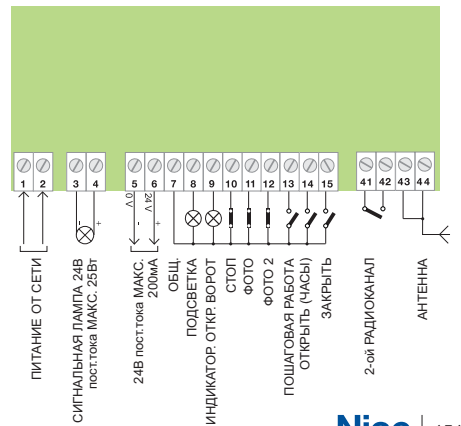 1 2 3 4 5 6 7 8 9 10 11 12 13 14 15 41 42 43 44
- +
0 V
24 V
- +
ПИТАНИЕ ОТ СЕТИ
СИГНАЛЬНАЯ ЛАМПА 24В
пост.тока МАКС. 25Вт
24В пост.тока МАКС.
200мА
ОБЩ.
ПОДСВЕТКА
ИНДИКАТОР. ОТКР. ВОРОТ
СТОП
ФОТО
ФОТО 2
ПОШАГОВАЯ РАБОТА
ОТКРЫТЬ (ЧАСЫ)
ЗАКРЫТЬ
2-ой РАДИОКАНАЛ
АНТЕННА
Nice